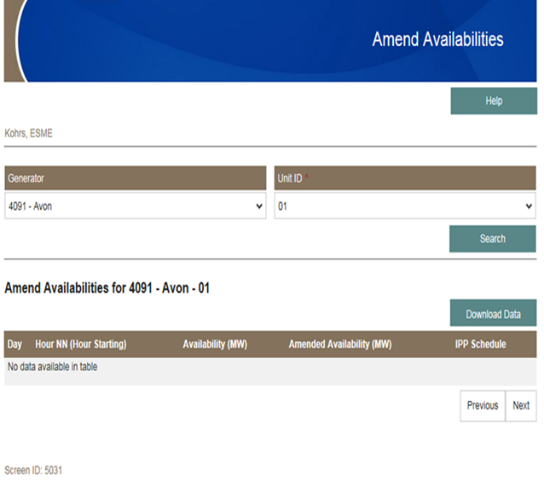 Amend Availabilities
Help
Kohrs, ESME
Generator Unit ID *
4091 - Avon 01
Search
Amend Availabilities for 4091 - Avon - 01
Download Data
Day Hour NN (Hour Starting) Availability (MW) Amended Availability (MW) IPP Schedule
No data available in table
Previous Next
Screen ID: 5031